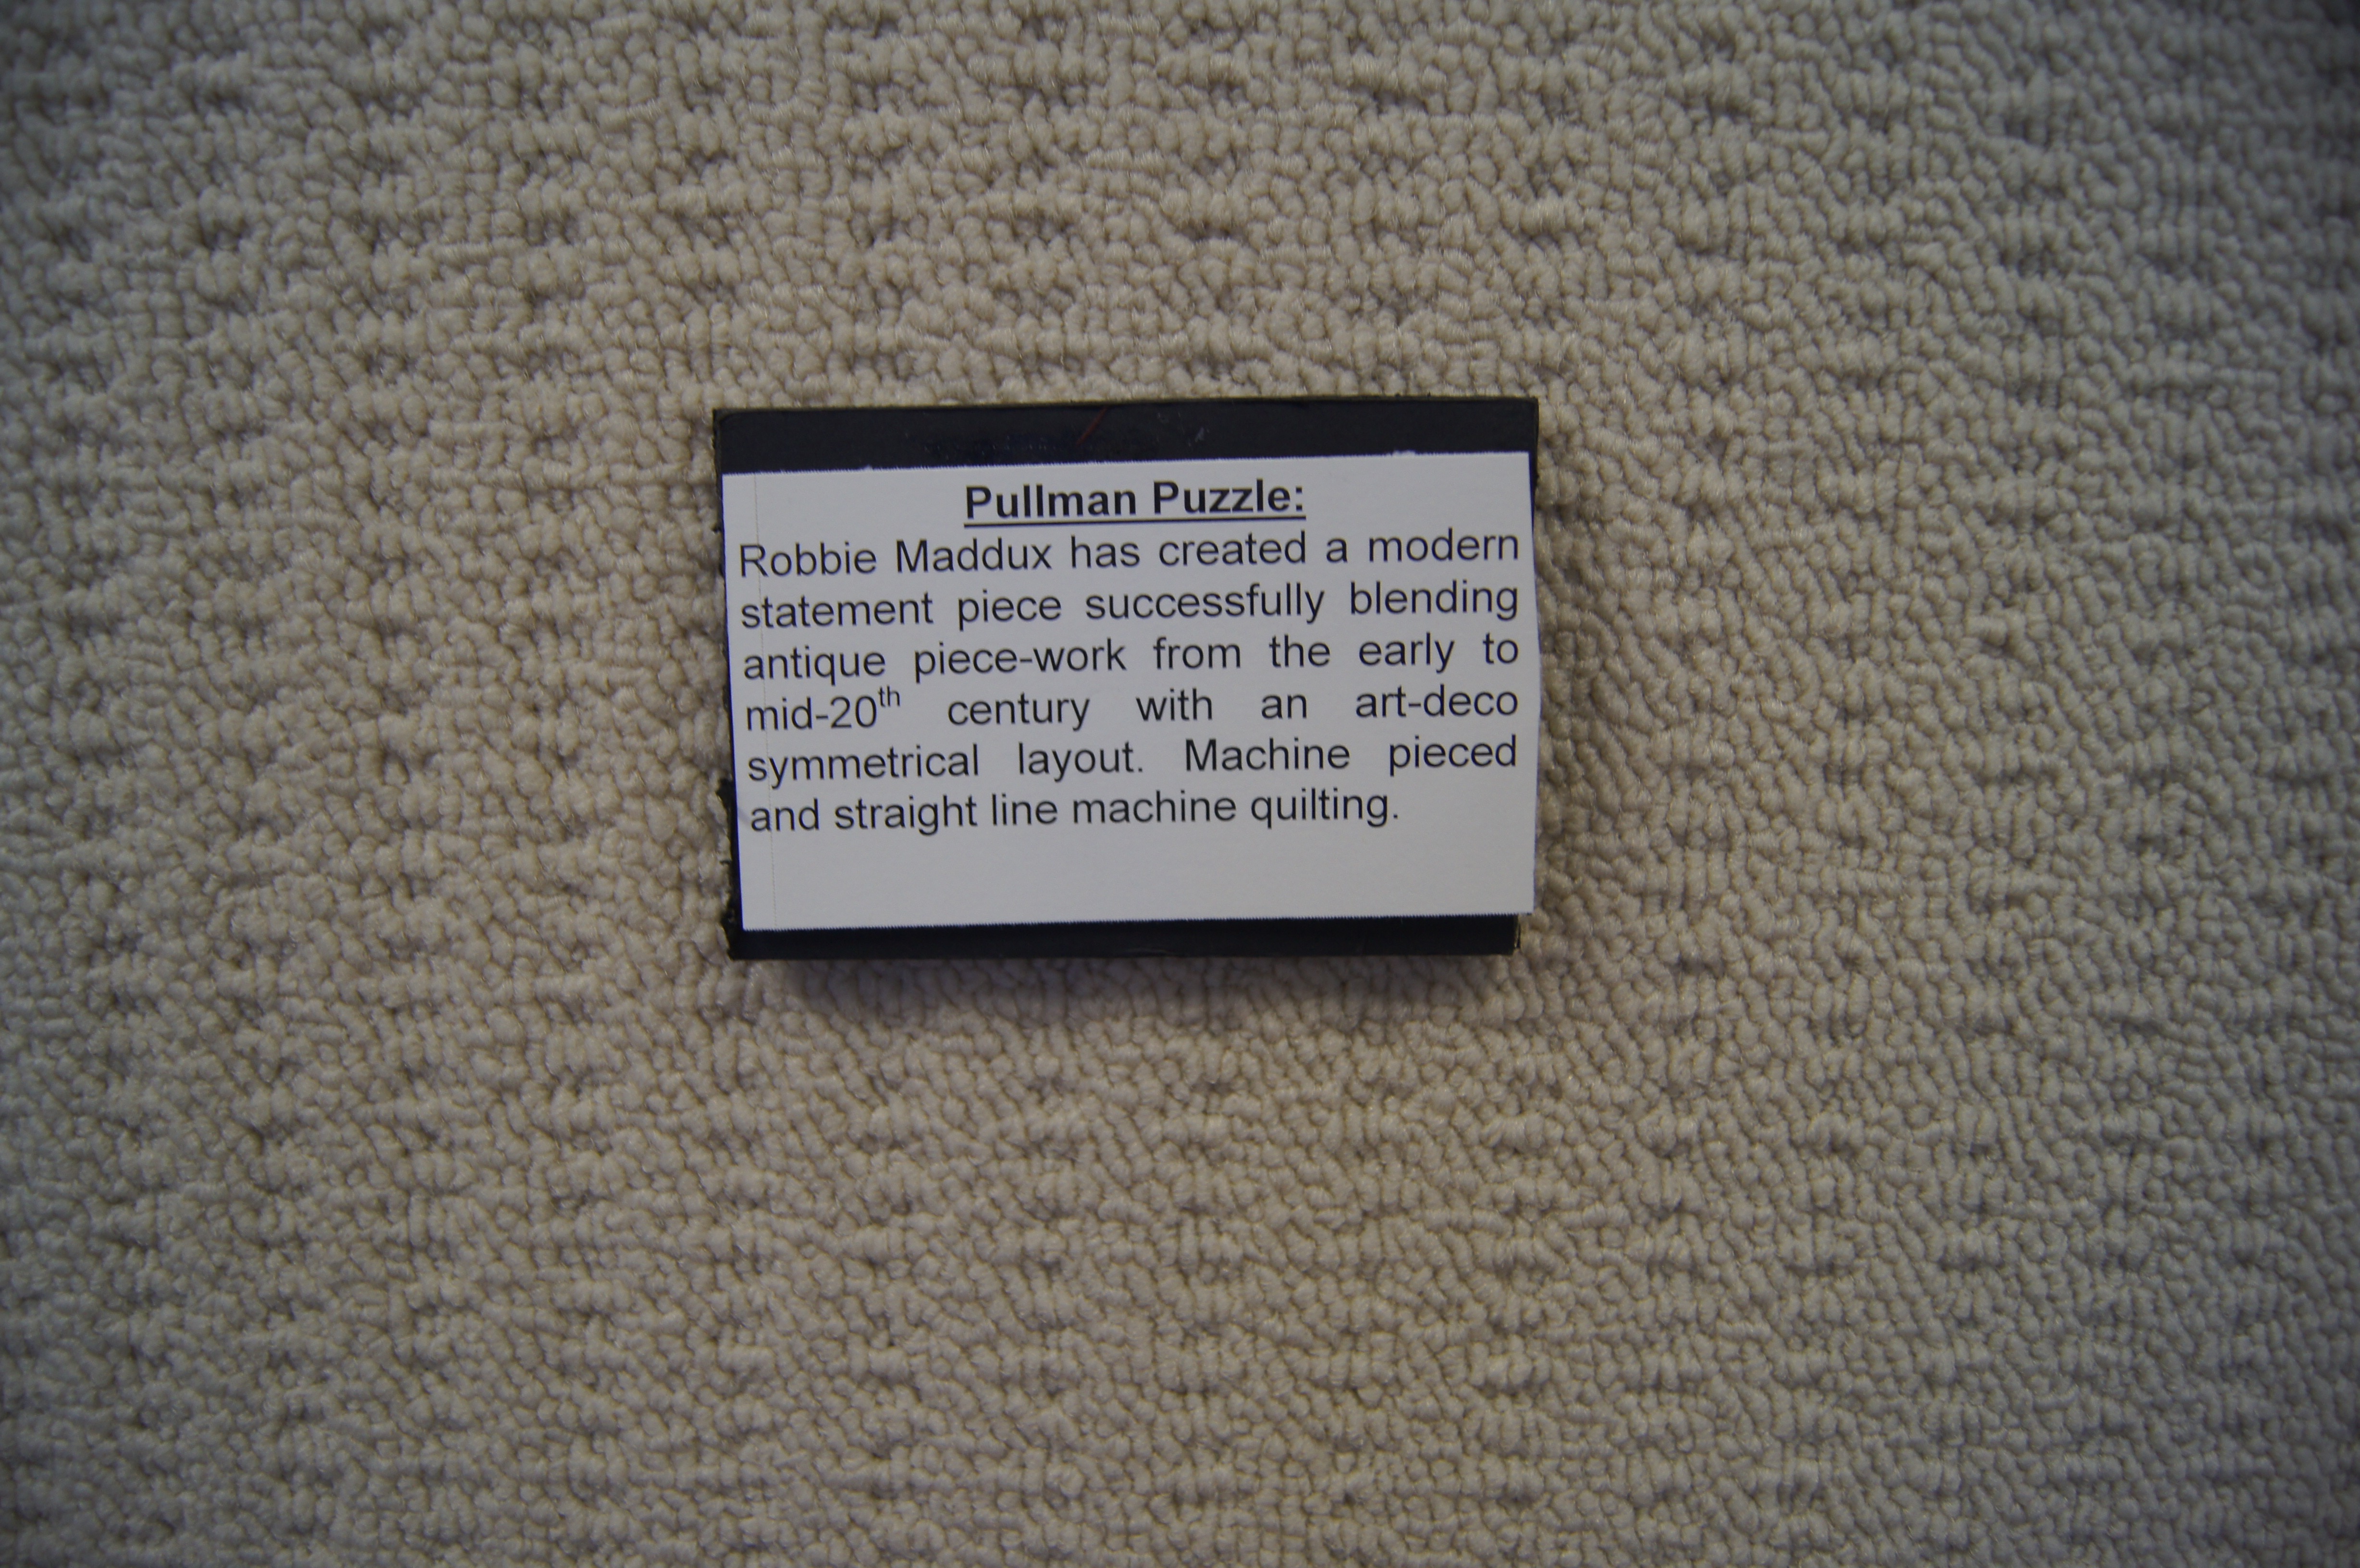 Pullman Puzzle:
Robbie Maddux has created a modern
statement piece successfully blending
antique piece-work from the early to
mid-20th century with an art-deco
symmetrical layout. Machine pieced
and straight line machine quilting.